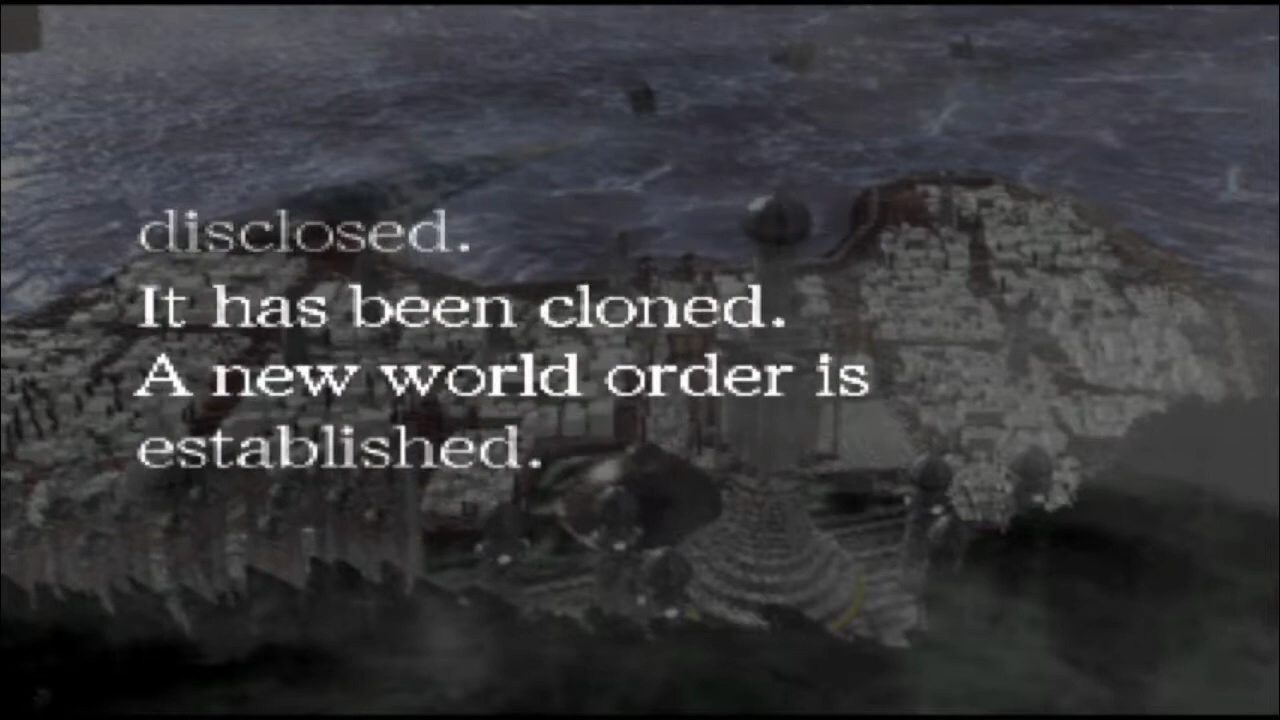 disclosed.
It has been cloned.
A new world order is
established.